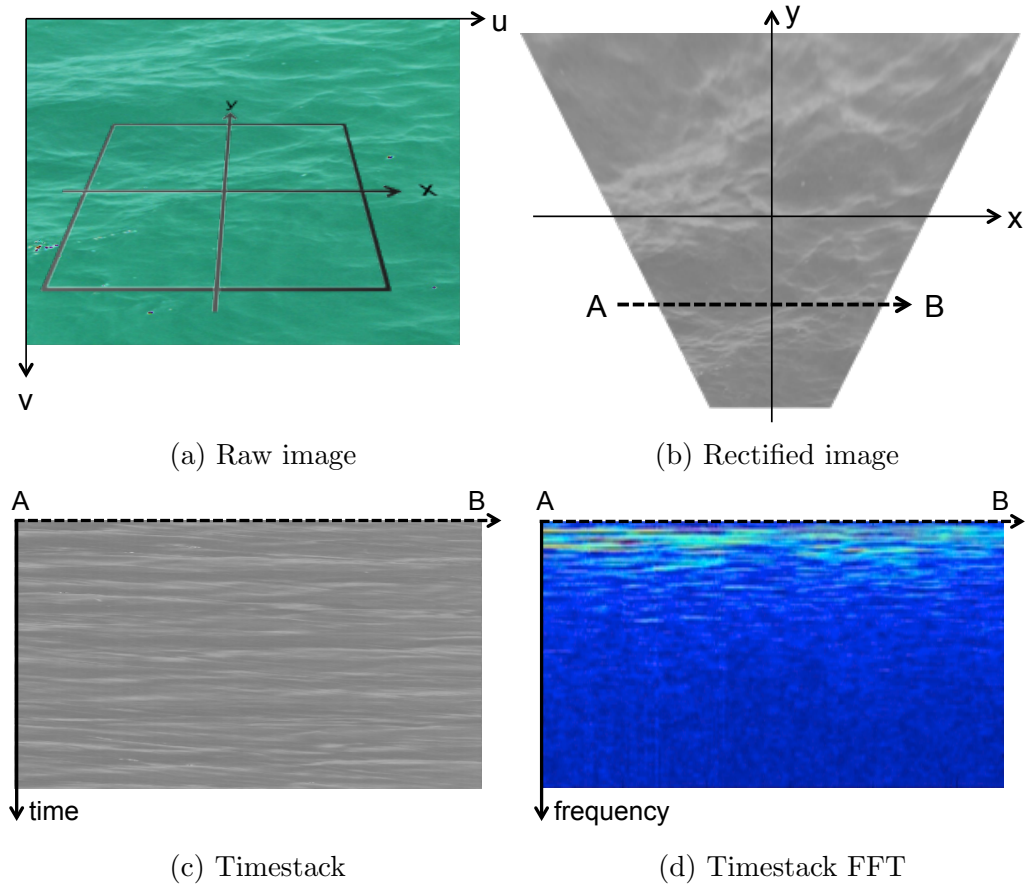 u
v
y
x
(a) Raw image
y
x
A
B
(b) Rectified image
A
B
time
(c) Timestack
A
B
frequency
(d) Timestack FFT